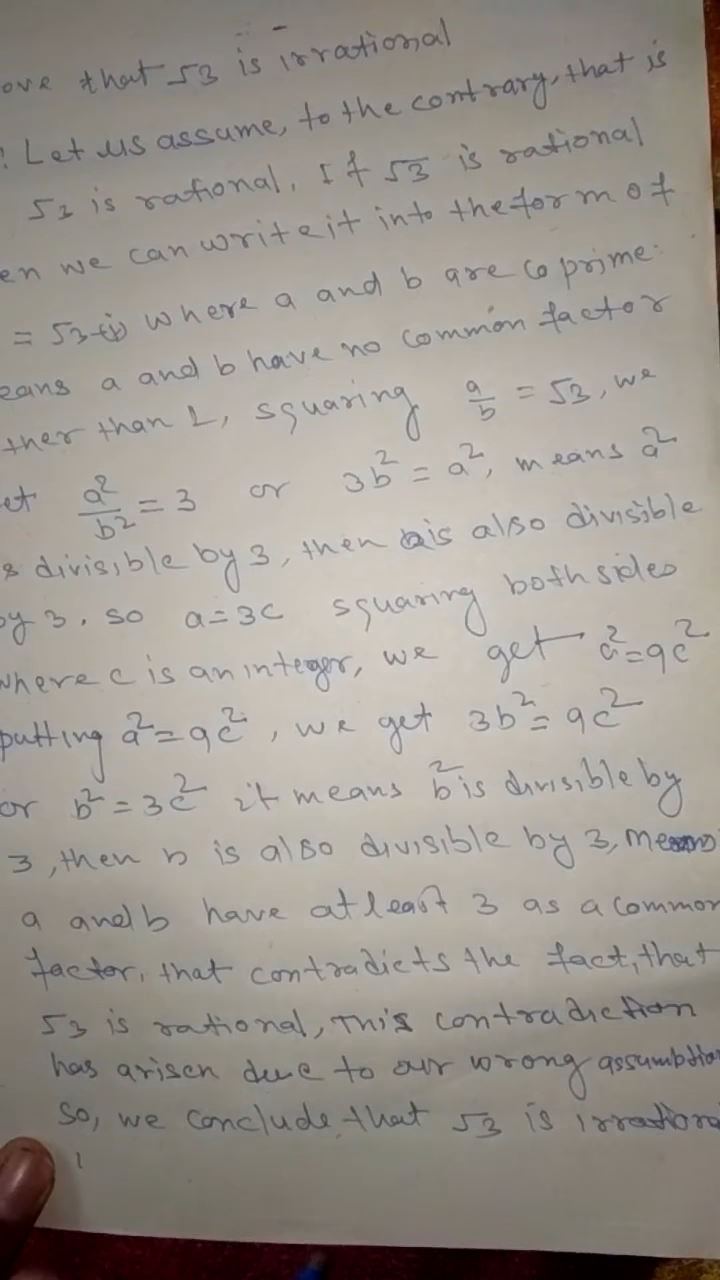 ove that √3 is irrational
: Let us assume, to the contrary, that is
√3 is rational. If √3 is rational
en we can write it into the form of
= √3-(i) where a and b are co prime.
eans a and b have no common factor
ther than 1, squaring a/b = √3, we
et a²/b² = 3 or 3b² = a², means a²
s divisible by 3, then a is also divisible
by 3. so a = 3c squaring both sides
where c is an integer, we get a² = 9c²
putting a² = 9c², we get 3b² = 9c²
or b² = 3c² it means b² is divisible by
3, then b is also divisible by 3, means
a and b have at least 3 as a common
factor, that contradicts the fact, that
√3 is rational, This contradiction
has arisen due to our wrong assumbtion
So, we conclude that √3 is irrationa